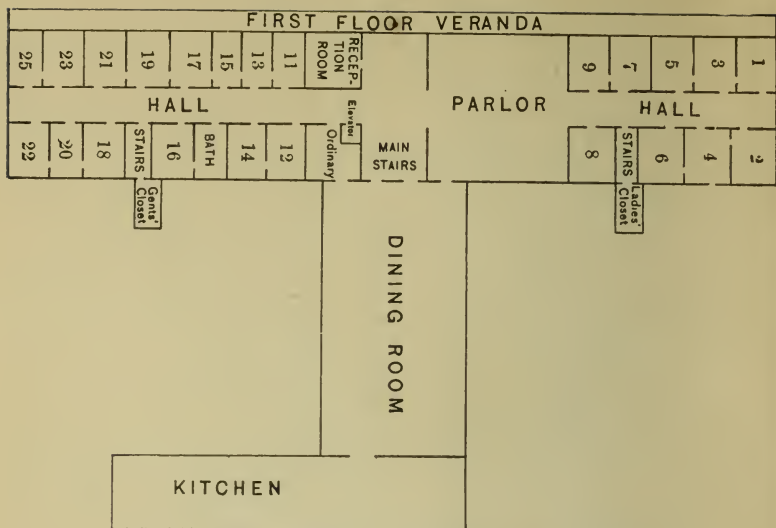 FIRST FLOOR VERANDA
25
23
21
19
17
15
13
11
RECEP-
TION
ROOM
9
7
5
3
1
HALL
Elevator
PARLOR
HALL
22
20
18
STAIRS
16
BATH
14
12
Ordinary
MAIN
STAIRS
8
STAIRS
6
4
2
Gents'
Closet
Ladies'
Closet
DINING ROOM
KITCHEN